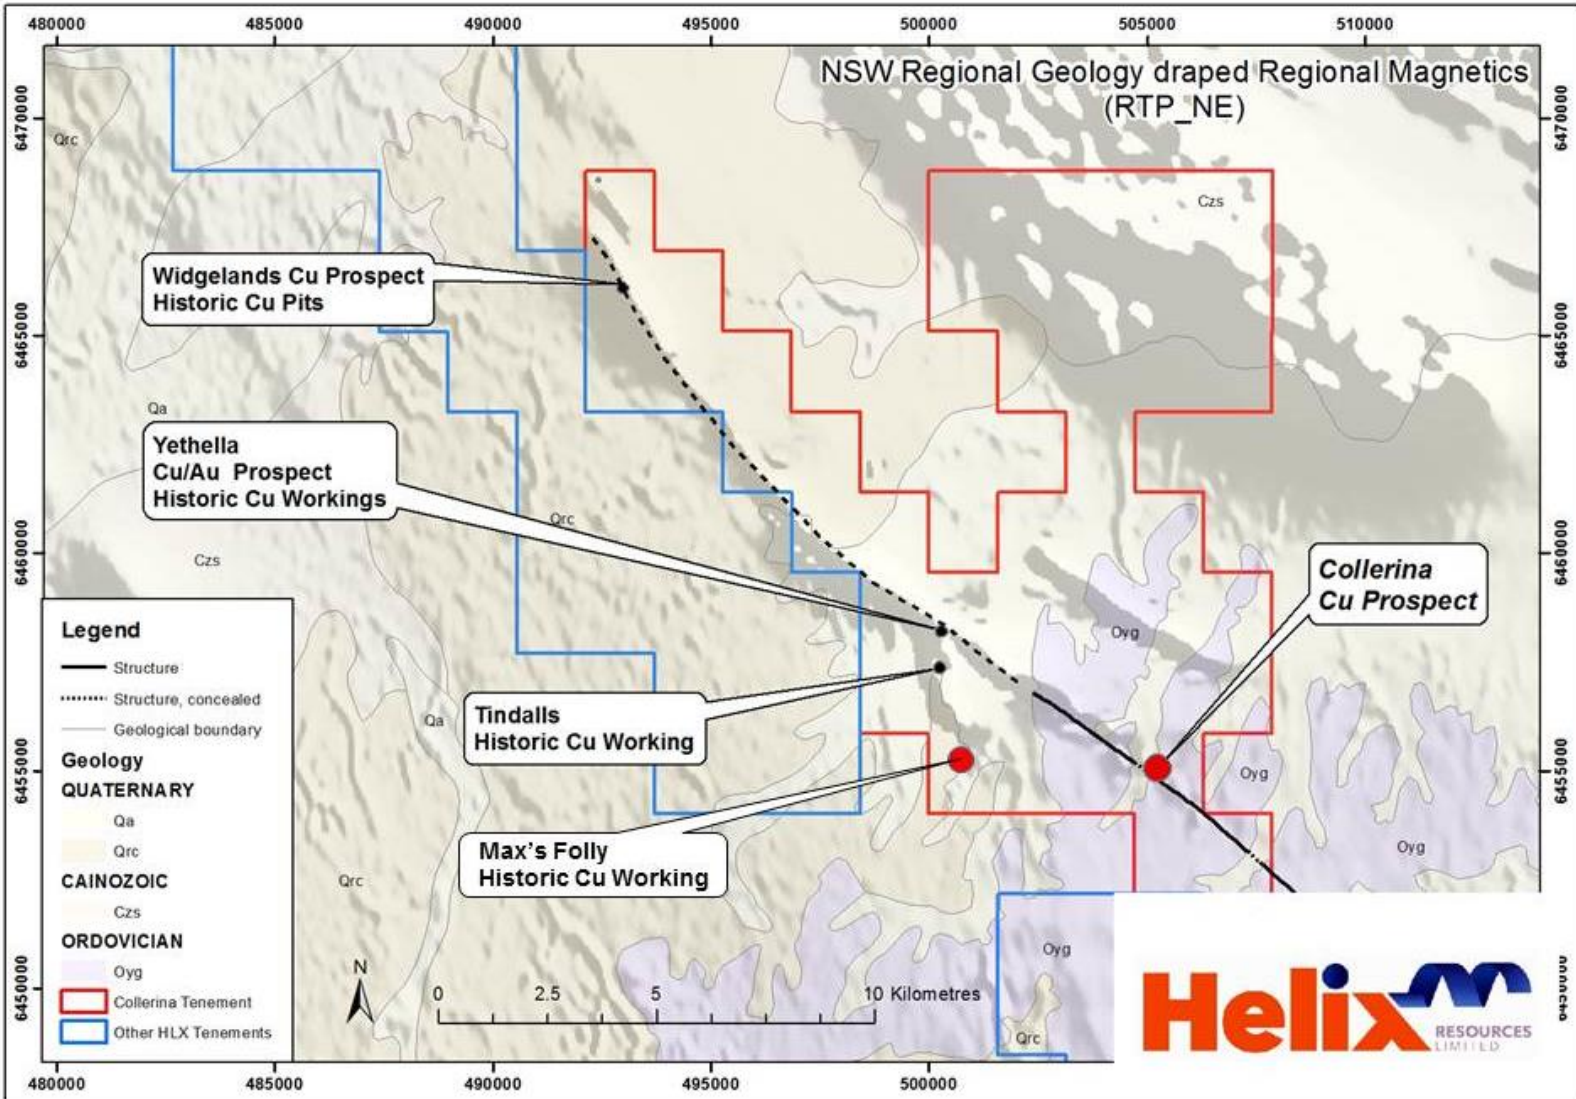 480000 485000 490000 495000 500000 505000 510000
NSW Regional Geology draped Regional Magnetics
(RTP_NE)
6470000
6470000
Qrc
Czs
Widgelands Cu Prospect
Historic Cu Pits
6465000
6465000
Qa
Yethella
Cu/Au Prospect
Historic Cu Workings
Qrc
Czs
6460000
6460000
Collerina
Cu Prospect
Oyg
Legend
Structure
Structure, concealed
Geological boundary
Geology
QUATERNARY
Qa
Qrc
CAINOZOIC
Czs
ORDOVICIAN
Oyg
Collerina Tenement
Other HLX Tenements
Qa
Tindalls
Historic Cu Working
6455000
6455000
Oyg
Max's Folly
Historic Cu Working
Oyg
Qrc
Oyg
N
0 2.5 5 10 Kilometres
6450000
Qrc
Helix
RESOURCES
LIMITED
480000 485000 490000 495000 500000